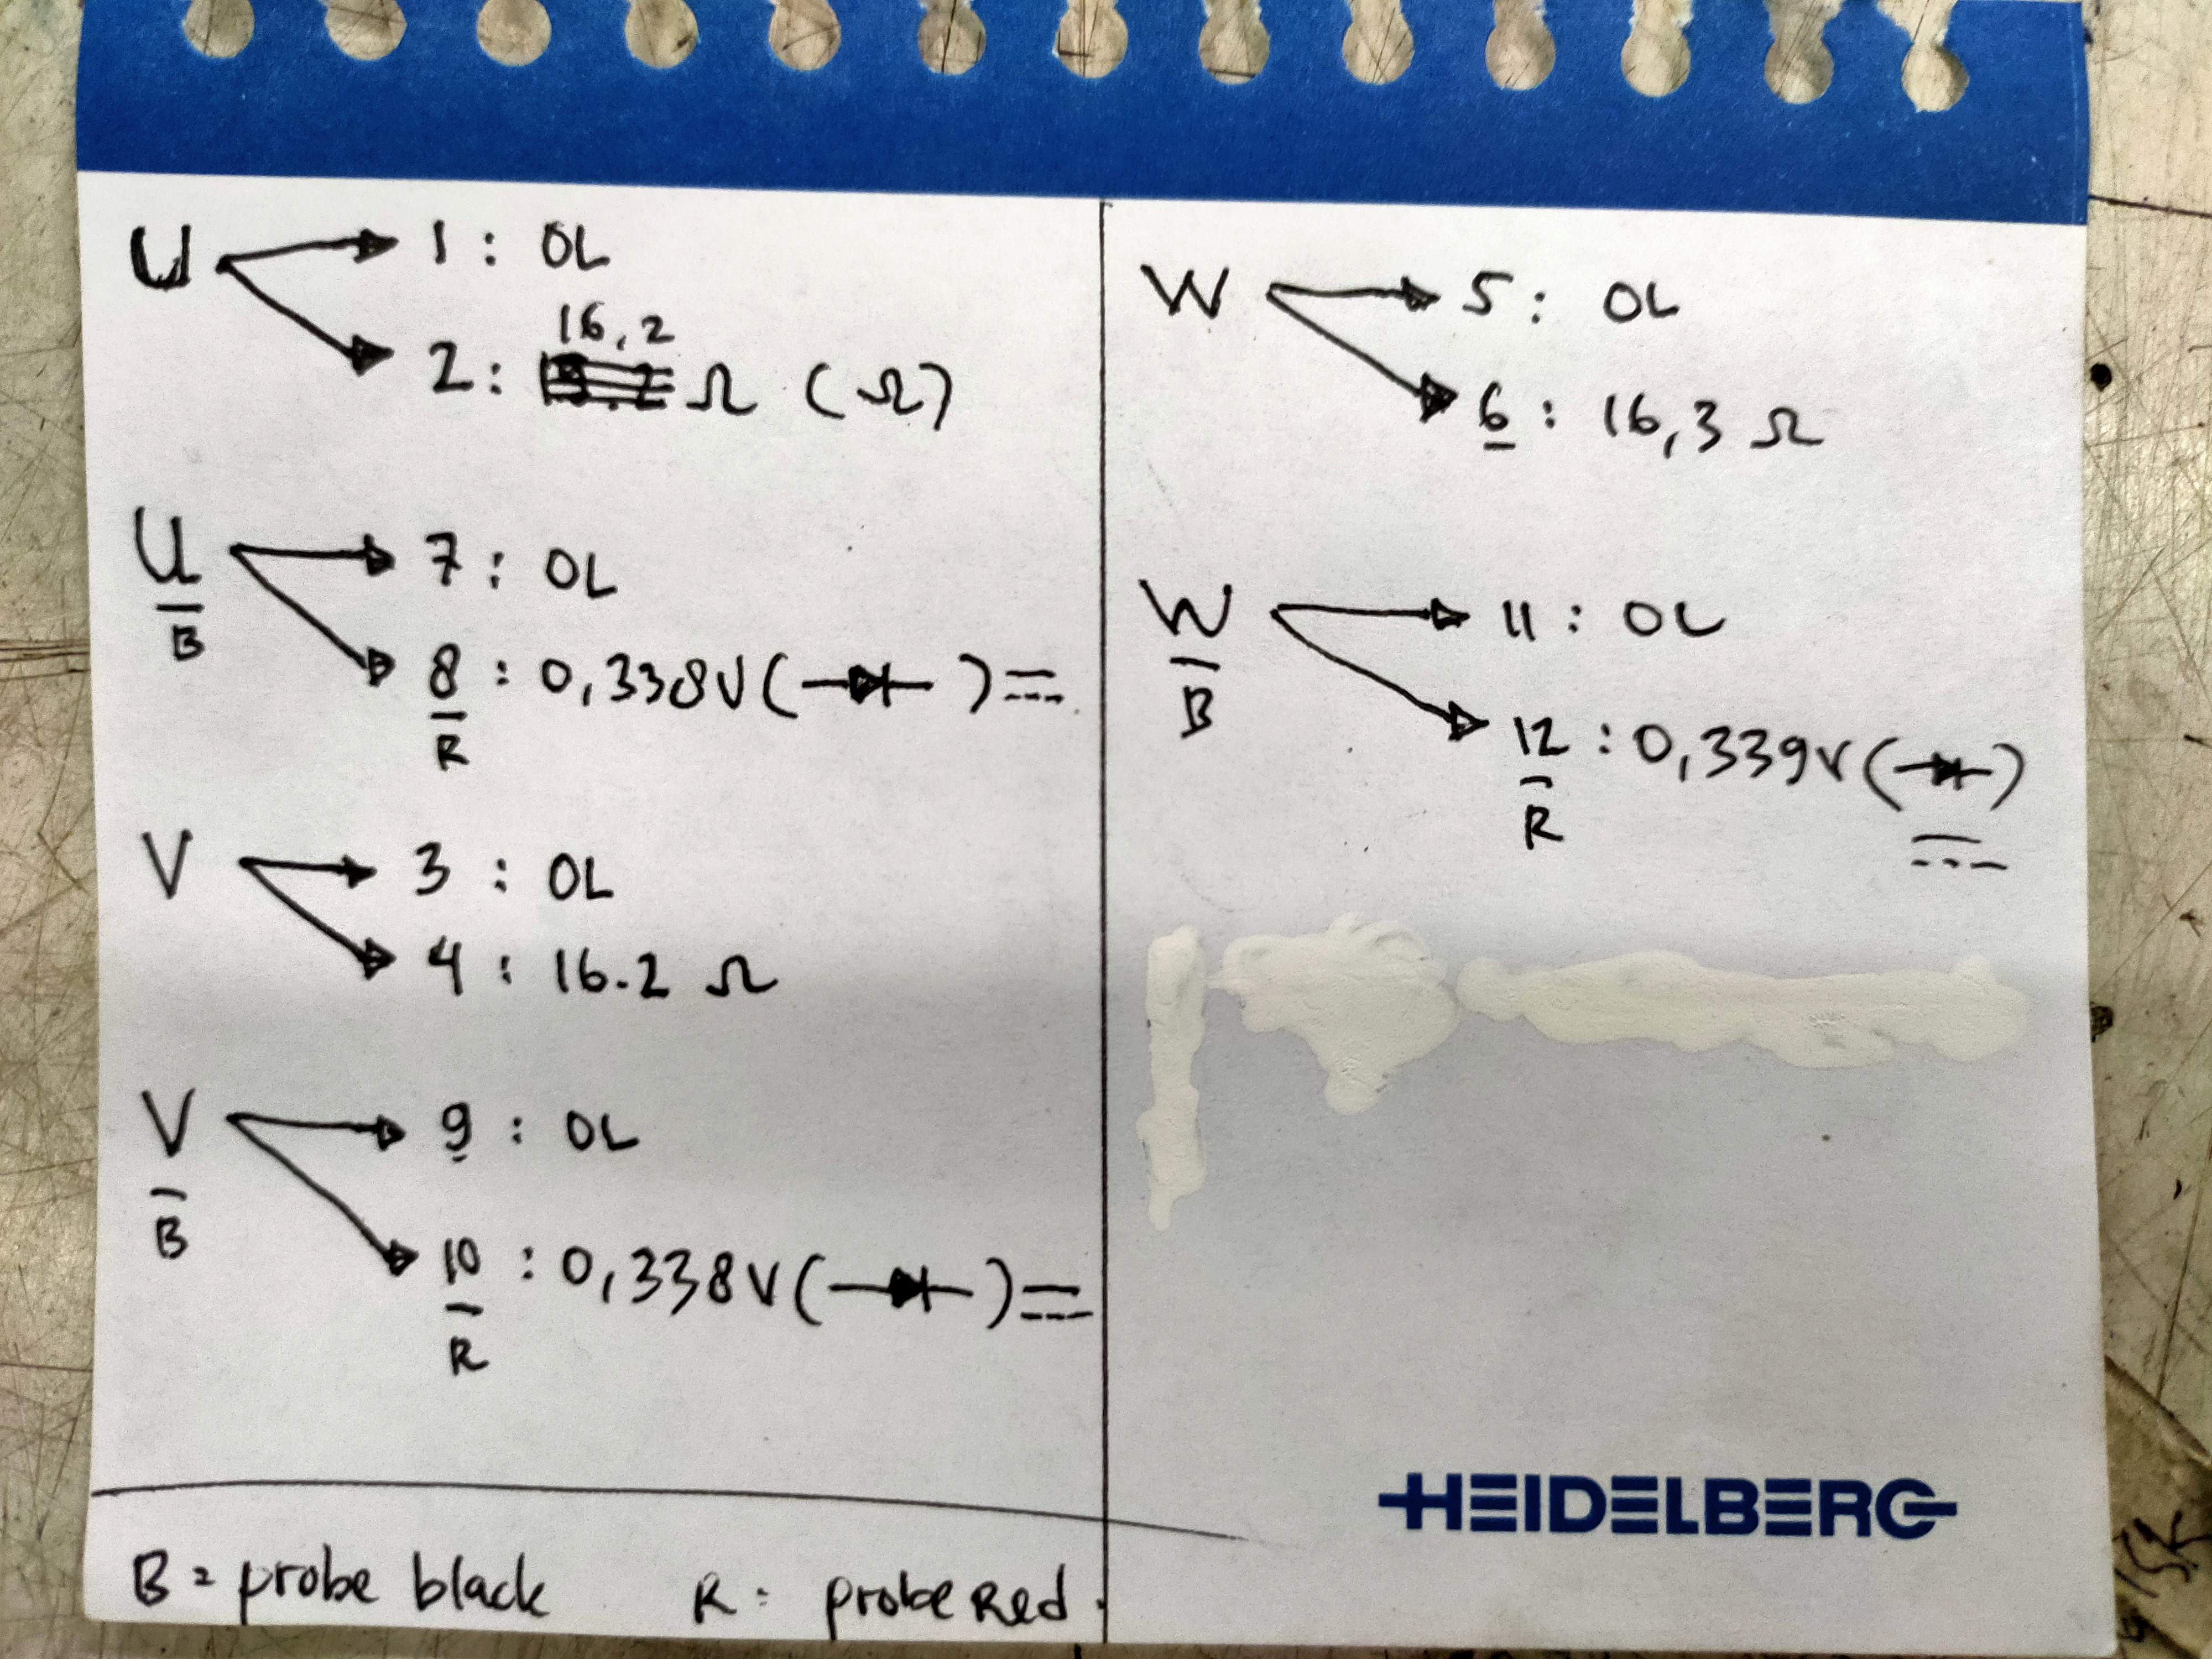 U 1 : OL
16,2
2 : Ω (Ω)
U 7 : OL
B
8 : 0,338V ( )
R
V 3 : OL
4 : 16.2 Ω
V 9 : OL
B
10 : 0,338V ( )
R
W 5 : OL
6 : 16,3 Ω
W 11 : OL
B
12 : 0,339V ( )
R
HEIDELBERG
B = probe black R = probe Red.